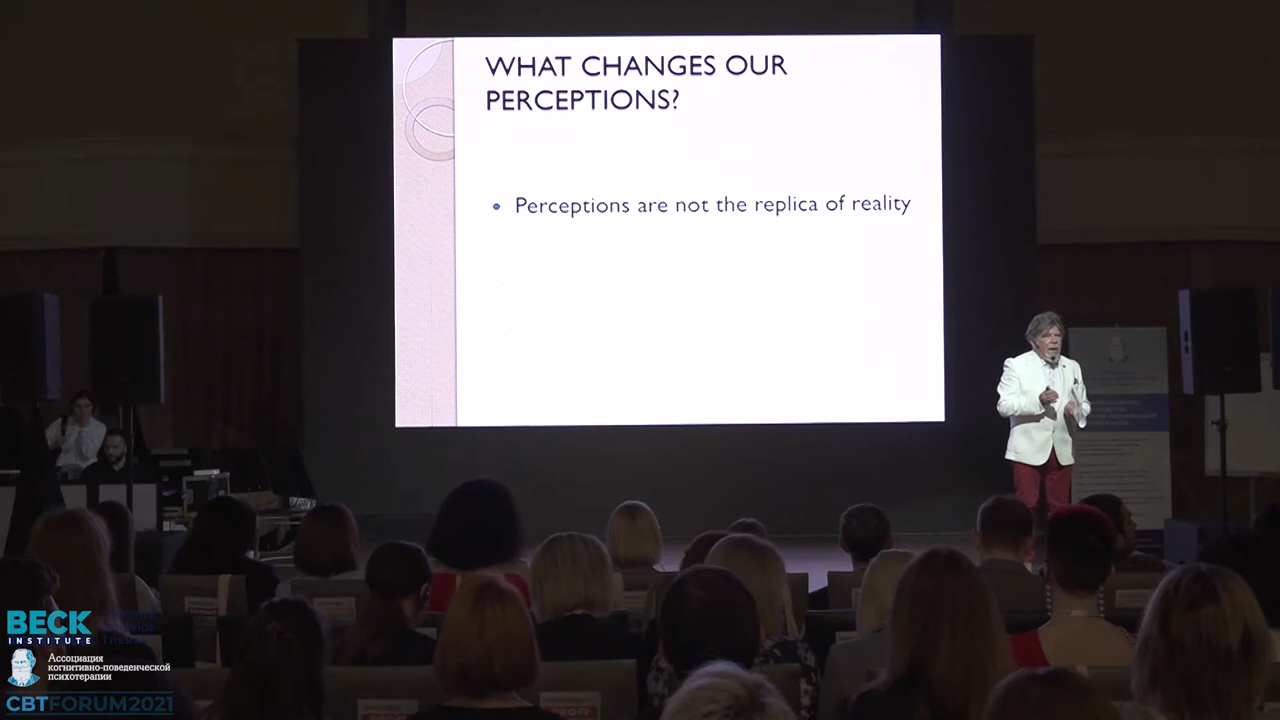 WHAT CHANGES OUR
PERCEPTIONS?
Perceptions are not the replica of reality
BECK
INSTITUTE
Ассоциация
когнитивно-поведенческой
психотерапии
CBTFORUM2021